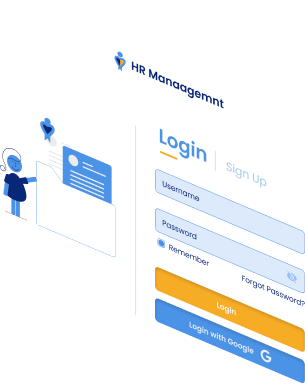 HR Manaagemnt
Login
Sign Up
Username
Password
Remember
Forgot Password?
Login
Login with Google G